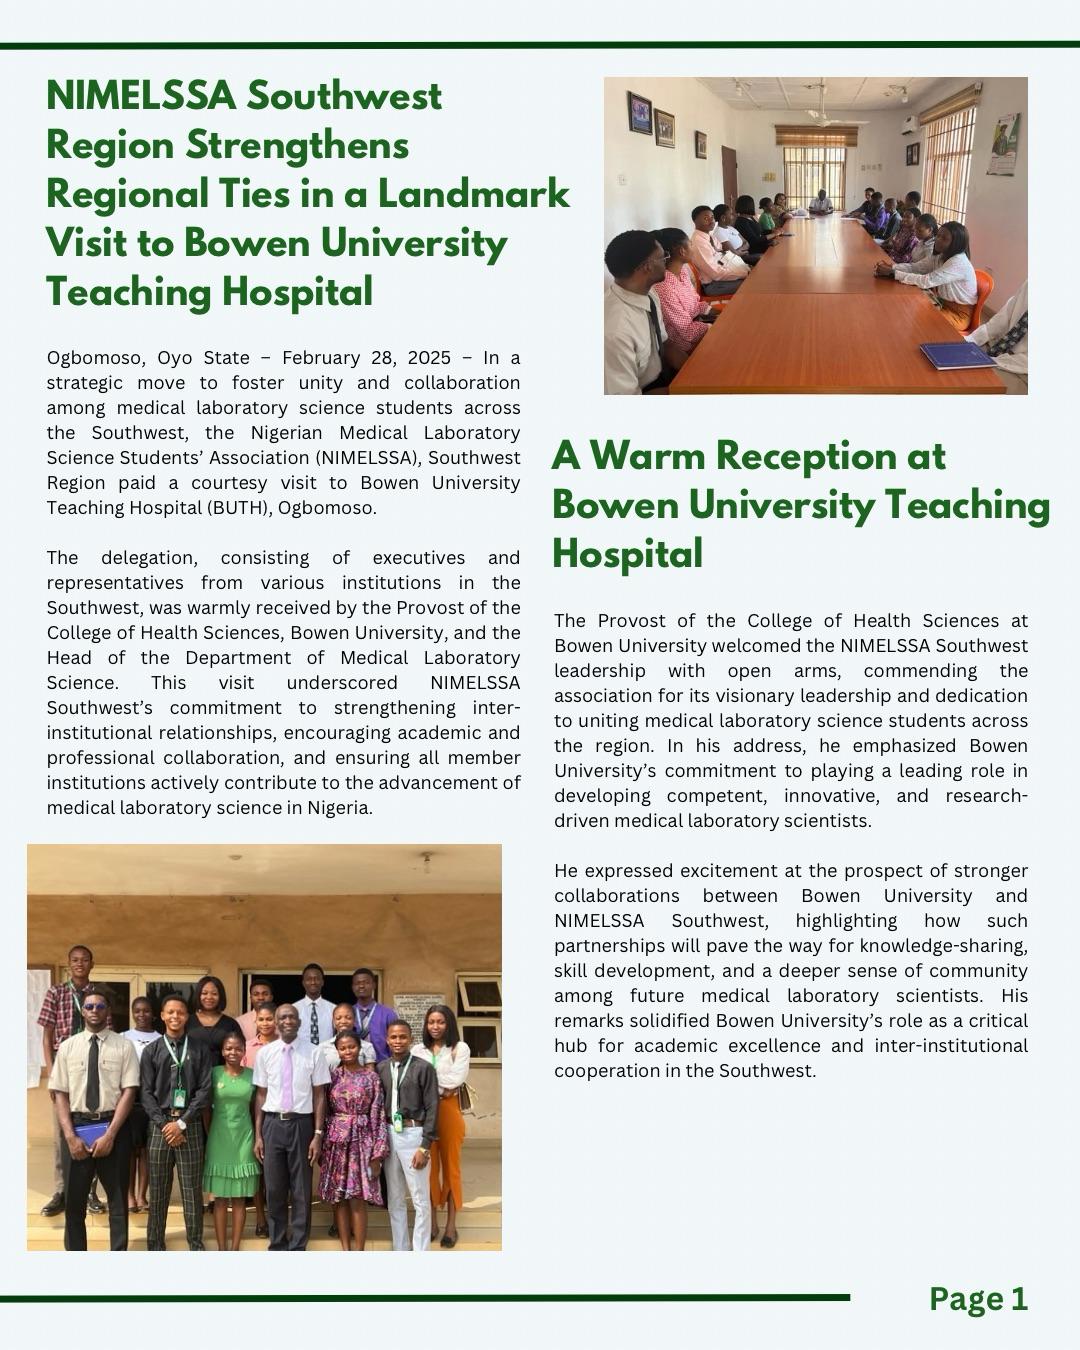 NIMELSSA Southwest
Region Strengthens
Regional Ties in a Landmark
Visit to Bowen University
Teaching Hospital
Ogbomoso, Oyo State – February 28, 2025 – In a
strategic move to foster unity and collaboration
among medical laboratory science students across
the Southwest, the Nigerian Medical Laboratory
Science Students’ Association (NIMELSSA), Southwest
Region paid a courtesy visit to Bowen University
Teaching Hospital (BUTH), Ogbomoso.
The delegation, consisting of executives and
representatives from various institutions in the
Southwest, was warmly received by the Provost of the
College of Health Sciences, Bowen University, and the
Head of the Department of Medical Laboratory
Science. This visit underscored NIMELSSA
Southwest’s commitment to strengthening inter-
institutional relationships, encouraging academic and
professional collaboration, and ensuring all member
institutions actively contribute to the advancement of
medical laboratory science in Nigeria.
A Warm Reception at
Bowen University Teaching
Hospital
The Provost of the College of Health Sciences at
Bowen University welcomed the NIMELSSA Southwest
leadership with open arms, commending the
association for its visionary leadership and dedication
to uniting medical laboratory science students across
the region. In his address, he emphasized Bowen
University’s commitment to playing a leading role in
developing competent, innovative, and research-
driven medical laboratory scientists.
He expressed excitement at the prospect of stronger
collaborations between Bowen University and
NIMELSSA Southwest, highlighting how such
partnerships will pave the way for knowledge-sharing,
skill development, and a deeper sense of community
among future medical laboratory scientists. His
remarks solidified Bowen University’s role as a critical
hub for academic excellence and inter-institutional
cooperation in the Southwest.
Page 1